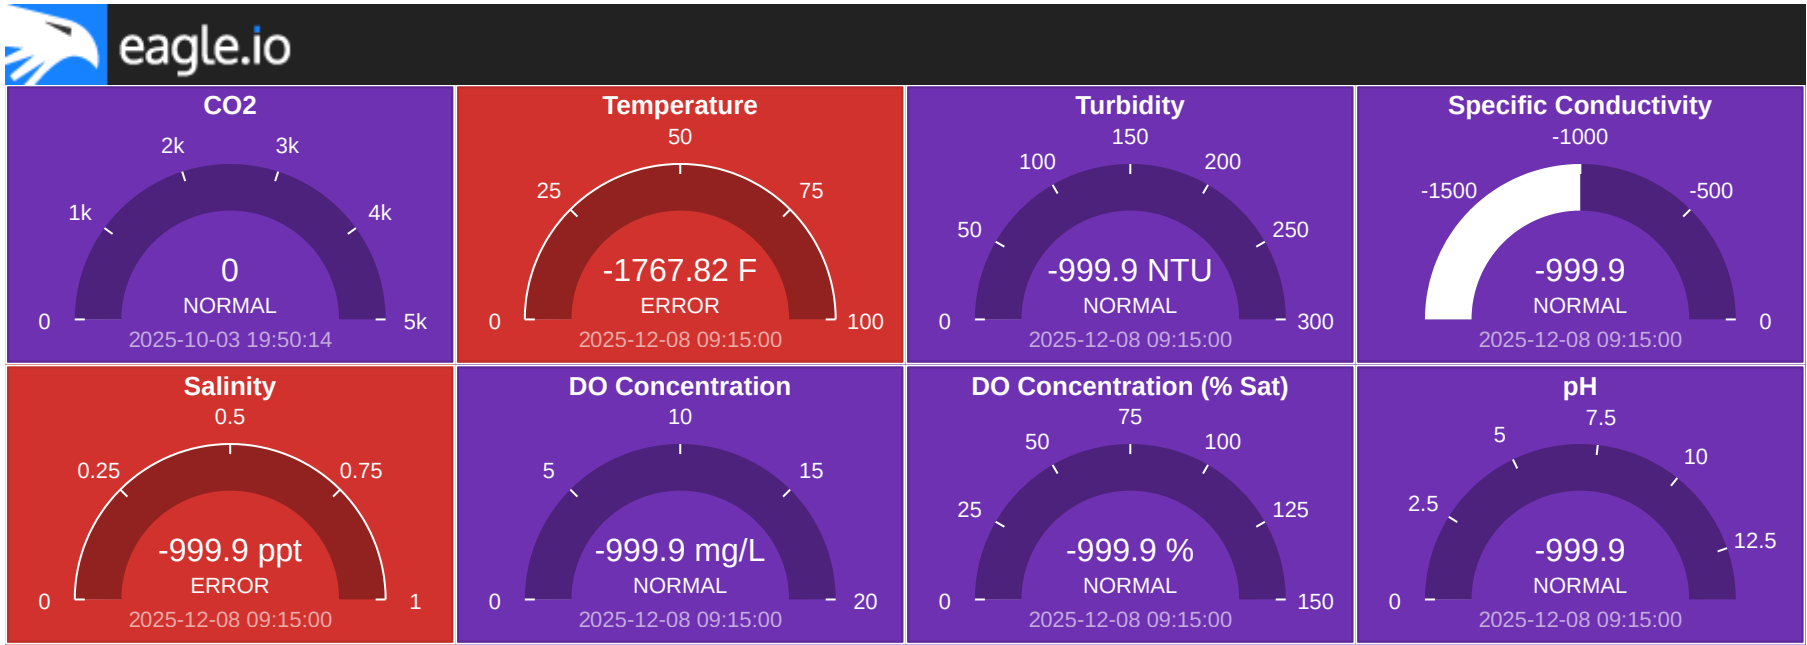 eagle.io
CO2
2k
3k
1k
4k
0
NORMAL
0
5k
2025-10-03 19:50:14
Temperature
50
25
75
-1767.82 F
ERROR
0
100
2025-12-08 09:15:00
Turbidity
150
100
200
50
250
-999.9 NTU
NORMAL
0
300
2025-12-08 09:15:00
Specific Conductivity
-1000
-1500
-500
-999.9
NORMAL
0
2025-12-08 09:15:00
Salinity
0.5
0.25
0.75
-999.9 ppt
ERROR
0
1
2025-12-08 09:15:00
DO Concentration
10
5
15
-999.9 mg/L
NORMAL
0
20
2025-12-08 09:15:00
DO Concentration (% Sat)
75
50
100
25
125
-999.9 %
NORMAL
0
150
2025-12-08 09:15:00
pH
7.5
5
10
2.5
12.5
-999.9
NORMAL
0
2025-12-08 09:15:00